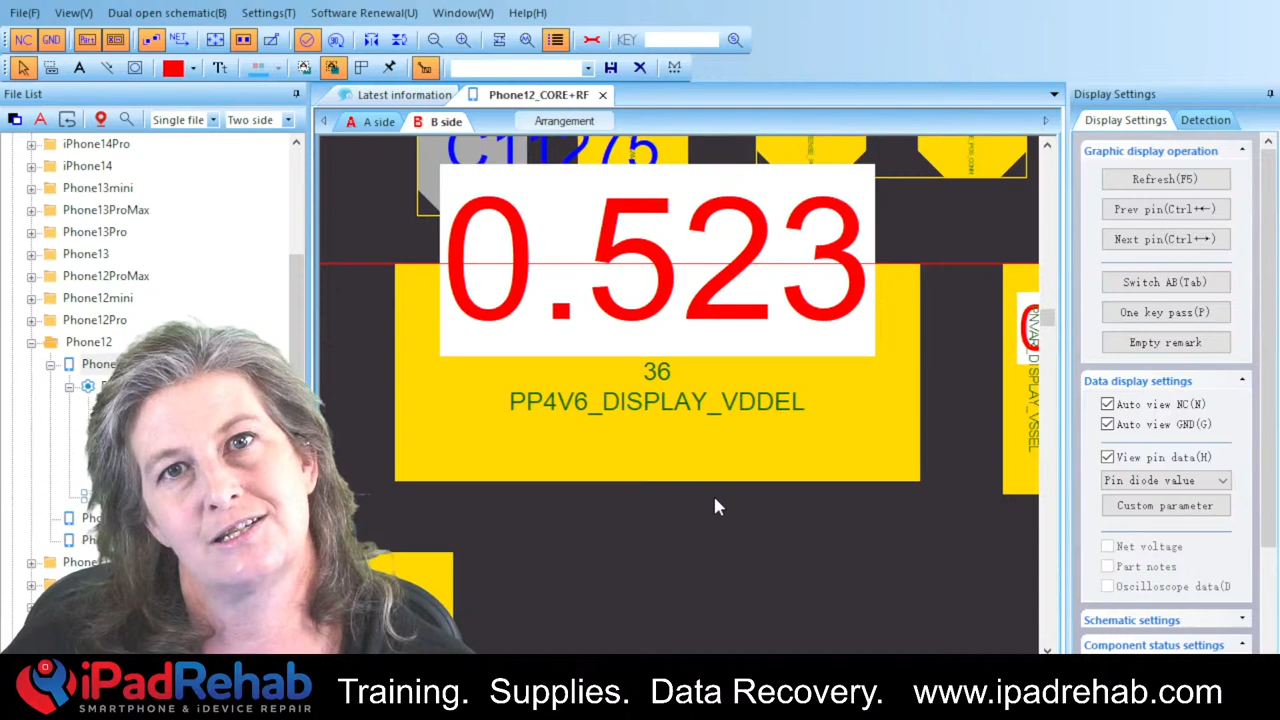 File(F) View(V) Dual open schematic(B) Settings(T) Software Renewal(U) Window(W) Help(H)
NC GND Part NET KEY
A Tt
File List
Latest information Phone12_CORE+RF
Display Settings
A Single file Two side
A A side B B side Arrangement
Display Settings Detection
iPhone14Pro
iPhone14
Phone13mini
Phone13ProMax
Phone13Pro
Phone13
Phone12ProMax
Phone12mini
Phone12Pro
Phone12
Phone
C11275
0.523
36
PP4V6_DISPLAY_VDDEL
Graphic display operation
Refresh(F5)
Prev pin(Ctrl+←)
Next pin(Ctrl+→)
Switch AB(Tab)
One key pass(P)
Empty remark
Data display settings
Auto view NC(N)
Auto view GND(G)
View pin data(H)
Pin diode value
Custom parameter
Net voltage
Part notes
Oscilloscope data(D
Schematic settings
Component status settings
iPadRehab
SMARTPHONE & iDEVICE REPAIR
Training. Supplies. Data Recovery. www.ipadrehab.com